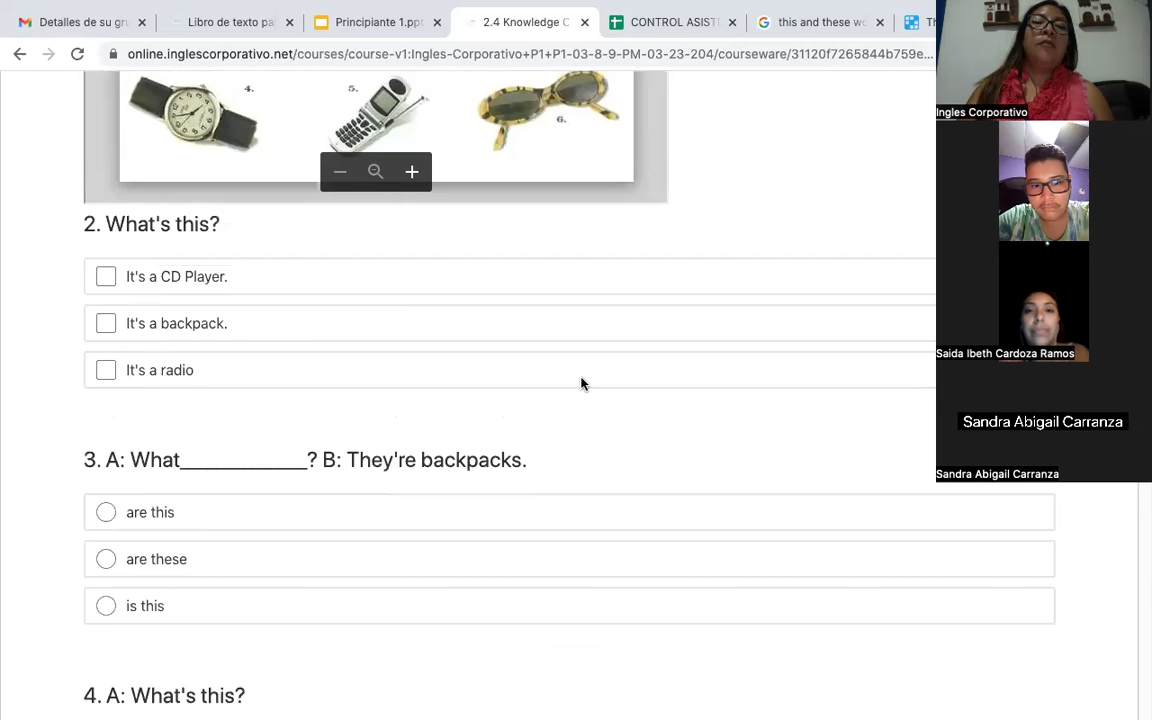 Detalles de su gr
Libro de texto pa
Principiante 1.ppt
2.4 Knowledge C
CONTROL ASIST
this and these wo
Th
online.inglescorporativo.net/courses/course-v1:Ingles-Corporativo+P1+P1-03-8-9-PM-03-23-204/courseware/31120f7265844b759e...
Ingles Corporativo
4.
5.
6.
2. What's this?
It's a CD Player.
It's a backpack.
It's a radio
Saida Ibeth Cardoza Ramos
Sandra Abigail Carranza
Sandra Abigail Carranza
3. A: What______________? B: They're backpacks.
are this
are these
is this
4. A: What's this?